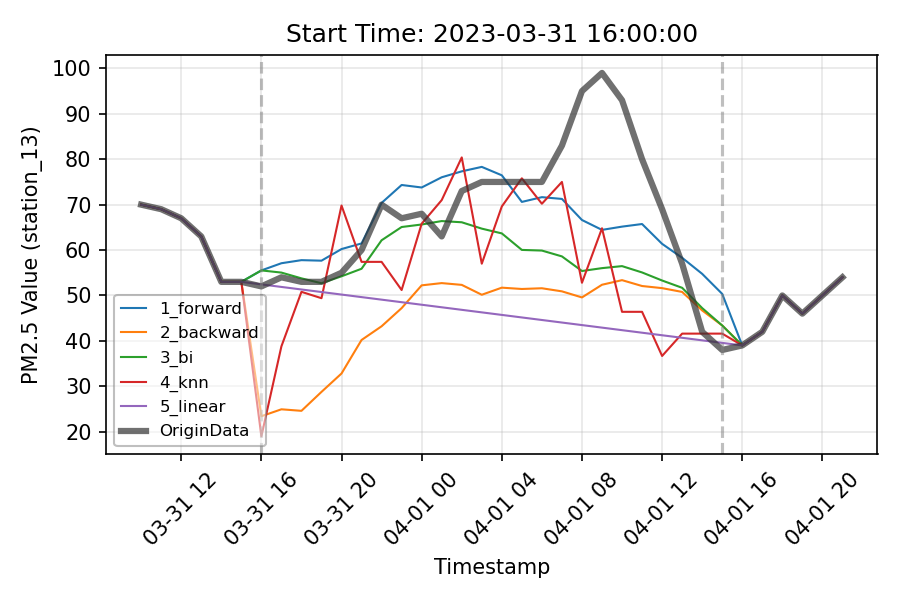 Start Time: 2023-03-31 16:00:00
PM2.5 Value (station_13)
100
90
80
70
60
50
40
30
20
1_forward
2_backward
3_bi
4_knn
5_linear
OriginData
03-31 12
03-31 16
03-31 20
04-01 00
04-01 04
04-01 08
04-01 12
04-01 16
04-01 20
Timestamp